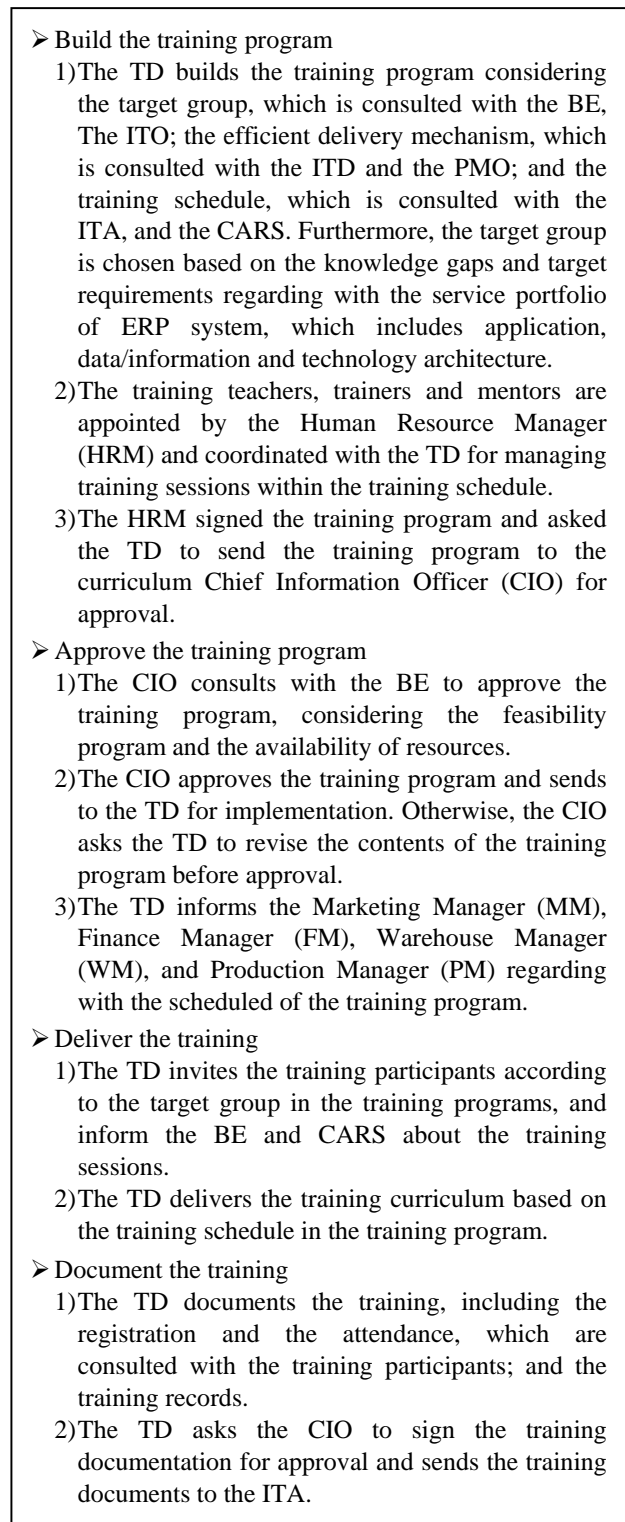 ➢ Build the training program
1)The TD builds the training program considering
the target group, which is consulted with the BE,
The ITO; the efficient delivery mechanism, which
is consulted with the ITD and the PMO; and the
training schedule, which is consulted with the
ITA, and the CARS. Furthermore, the target group
is chosen based on the knowledge gaps and target
requirements regarding with the service portfolio
of ERP system, which includes application,
data/information and technology architecture.
2)The training teachers, trainers and mentors are
appointed by the Human Resource Manager
(HRM) and coordinated with the TD for managing
training sessions within the training schedule.
3)The HRM signed the training program and asked
the TD to send the training program to the
curriculum Chief Information Officer (CIO) for
approval.
➢ Approve the training program
1)The CIO consults with the BE to approve the
training program, considering the feasibility
program and the availability of resources.
2)The CIO approves the training program and sends
to the TD for implementation. Otherwise, the CIO
asks the TD to revise the contents of the training
program before approval.
3)The TD informs the Marketing Manager (MM),
Finance Manager (FM), Warehouse Manager
(WM), and Production Manager (PM) regarding
with the scheduled of the training program.
➢ Deliver the training
1)The TD invites the training participants according
to the target group in the training programs, and
inform the BE and CARS about the training
sessions.
2)The TD delivers the training curriculum based on
the training schedule in the training program.
➢ Document the training
1)The TD documents the training, including the
registration and the attendance, which are
consulted with the training participants; and the
training records.
2)The TD asks the CIO to sign the training
documentation for approval and sends the training
documents to the ITA.